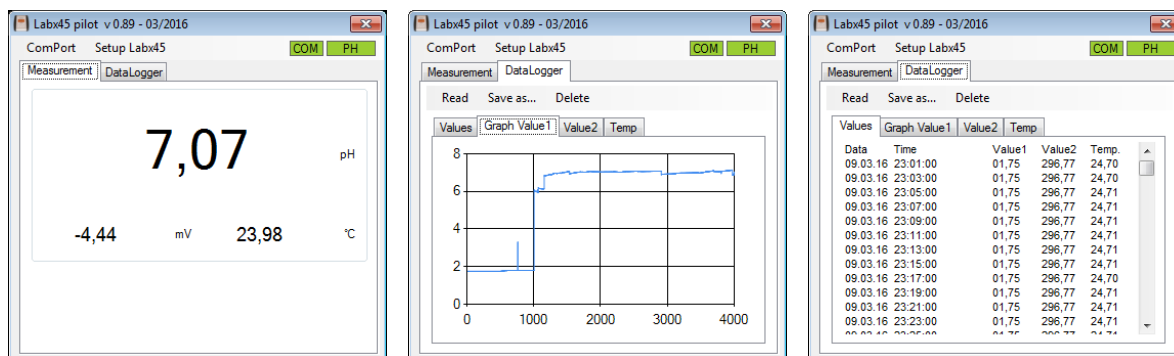 Labx45 pilot v 0.89 - 03/2016
ComPort Setup Labx45 COM PH
Measurement DataLogger
7,07 pH
-4,44 mV 23,98 °C
Labx45 pilot v 0.89 - 03/2016
ComPort Setup Labx45 COM PH
Measurement DataLogger
Read Save as... Delete
Values Graph Value1 Value2 Temp
8
6
4
2
0
0 1000 2000 3000 4000
Labx45 pilot v 0.89 - 03/2016
ComPort Setup Labx45 COM PH
Measurement DataLogger
Read Save as... Delete
Values Graph Value1 Value2 Temp
Data Time Value1 Value2 Temp.
09.03.16 23:01:00 01,75 296,77 24,70
09.03.16 23:03:00 01,75 296,77 24,70
09.03.16 23:05:00 01,75 296,77 24,71
09.03.16 23:07:00 01,75 296,77 24,71
09.03.16 23:09:00 01,75 296,77 24,71
09.03.16 23:11:00 01,75 296,77 24,71
09.03.16 23:13:00 01,75 296,77 24,71
09.03.16 23:15:00 01,75 296,77 24,71
09.03.16 23:17:00 01,75 296,77 24,70
09.03.16 23:19:00 01,75 296,77 24,71
09.03.16 23:21:00 01,75 296,77 24,71
09.03.16 23:23:00 01,75 296,77 24,71